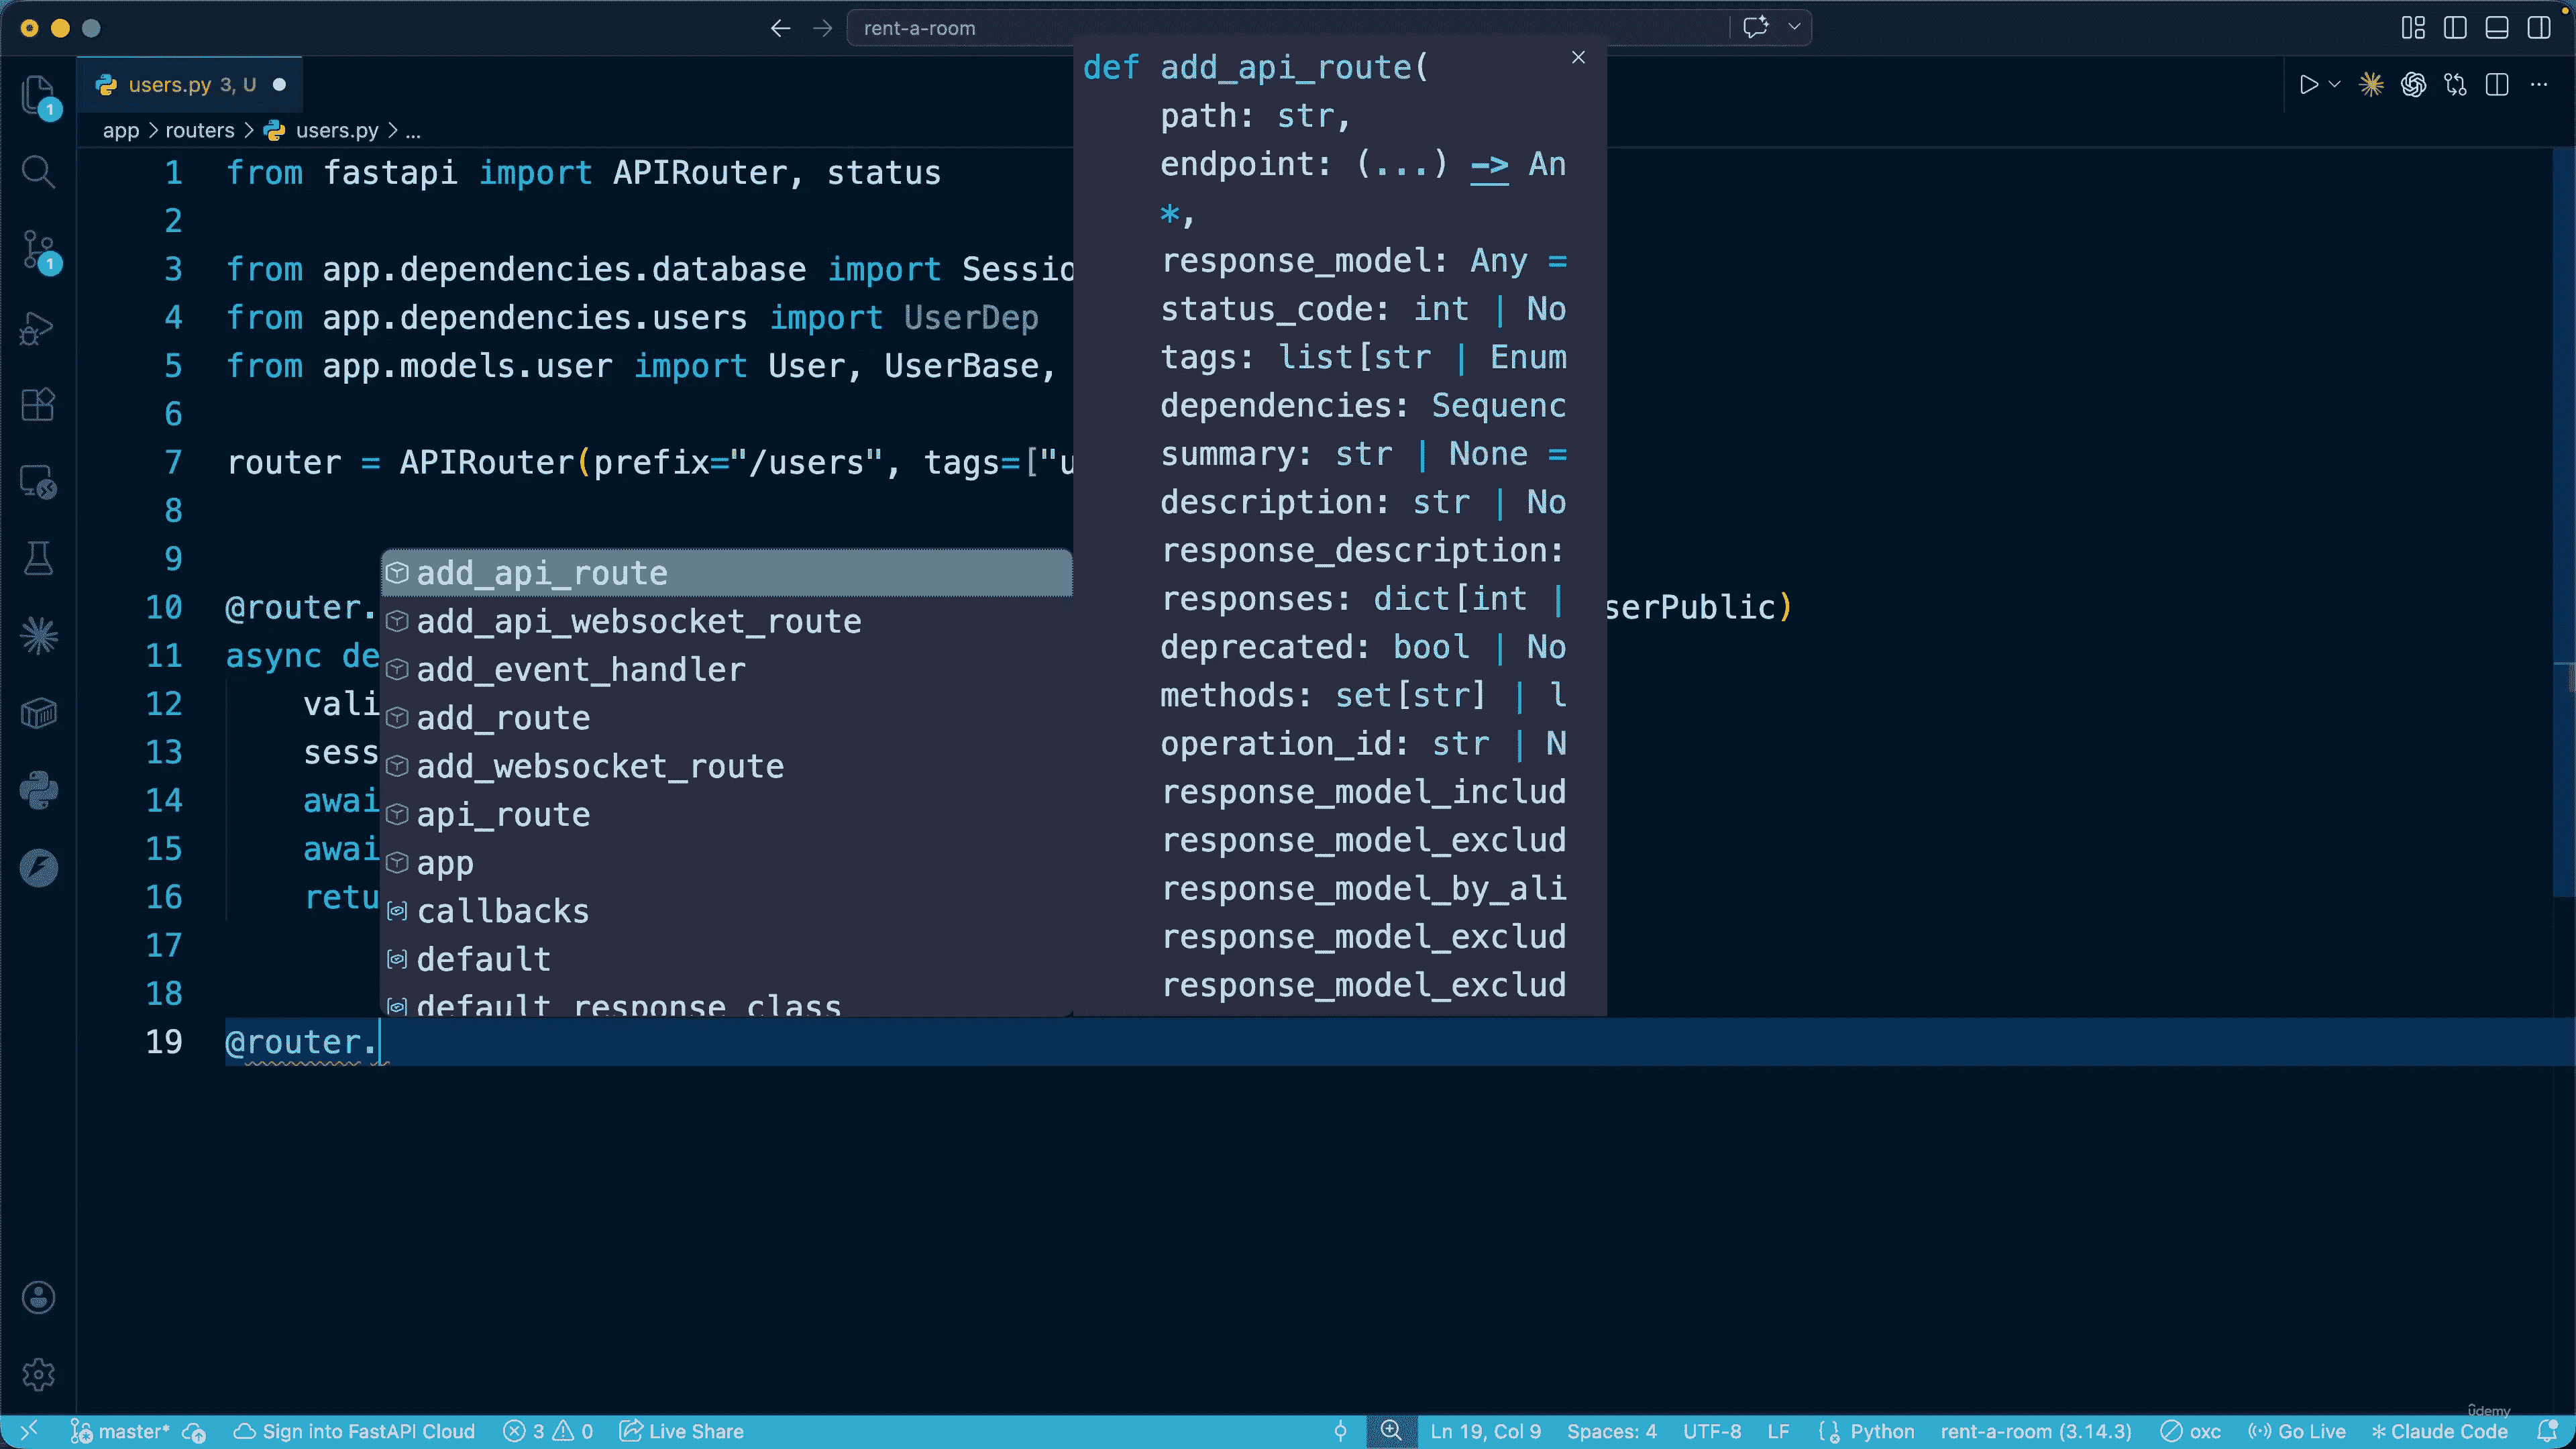 rent-a-room
users.py 3, U
app > routers > users.py > ...
1 from fastapi import APIRouter, status
2
3 from app.dependencies.database import Sessio
4 from app.dependencies.users import UserDep
5 from app.models.user import User, UserBase,
6
7 router = APIRouter(prefix="/users", tags=["u
8
9
10 @router. serPublic)
11 async de
12 vali
13 sess
14 awai
15 awai
16 retu
17
18
19 @router.
add_api_route
add_api_websocket_route
add_event_handler
add_route
add_websocket_route
api_route
app
callbacks
default
default_response_class
def add_api_route(
path: str,
endpoint: (...) -> An
*,
response_model: Any =
status_code: int | No
tags: list[str | Enum
dependencies: Sequenc
summary: str | None =
description: str | No
response_description:
responses: dict[int |
deprecated: bool | No
methods: set[str] | l
operation_id: str | N
response_model_includ
response_model_exclud
response_model_by_ali
response_model_exclud
response_model_exclud
1
1
ûdemy
master* Sign into FastAPI Cloud 3 0 Live Share Ln 19, Col 9 Spaces: 4 UTF-8 LF Python rent-a-room (3.14.3) oxc Go Live Claude Code